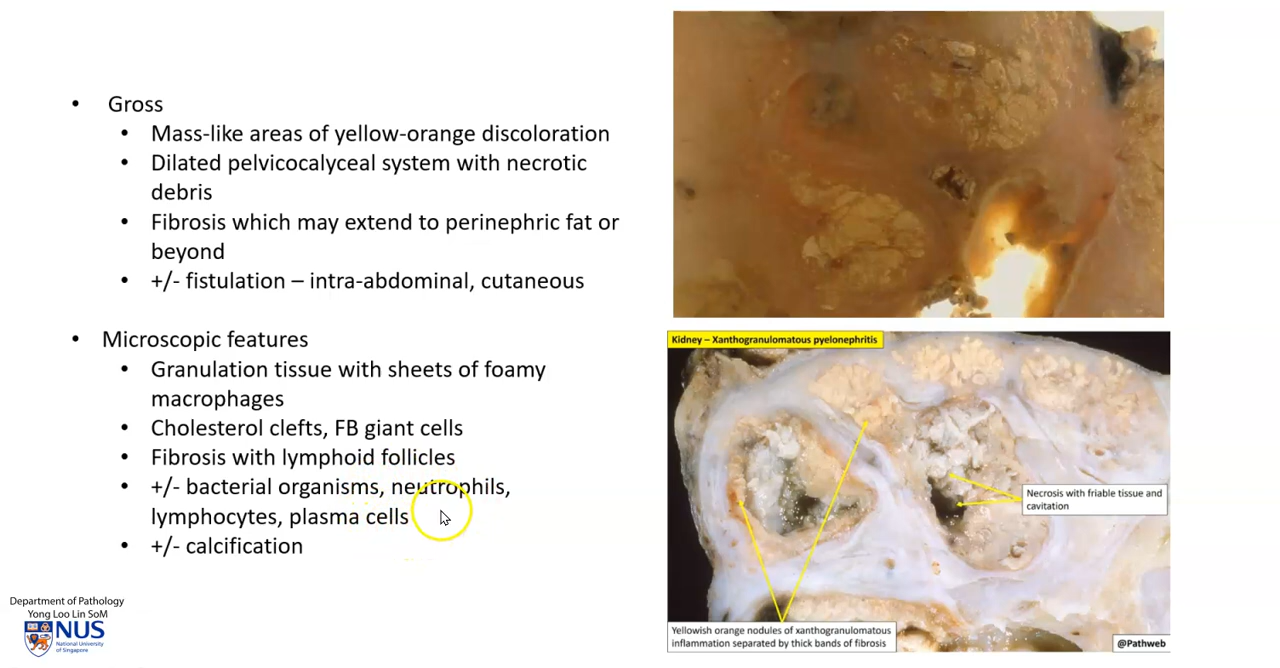 • Gross
• Mass-like areas of yellow-orange discoloration
• Dilated pelvicocalyceal system with necrotic
debris
• Fibrosis which may extend to perinephric fat or
beyond
• +/- fistulation – intra-abdominal, cutaneous
• Microscopic features
• Granulation tissue with sheets of foamy
macrophages
• Cholesterol clefts, FB giant cells
• Fibrosis with lymphoid follicles
• +/- bacterial organisms, neutrophils,
lymphocytes, plasma cells
• +/- calcification
Kidney – Xanthogranulomatous pyelonephritis
Necrosis with friable tissue and
cavitation
Yellowish orange nodules of xanthogranulomatous
inflammation separated by thick bands of fibrosis
@Pathweb
Department of Pathology
Yong Loo Lin SoM
NUS
National University
of Singapore